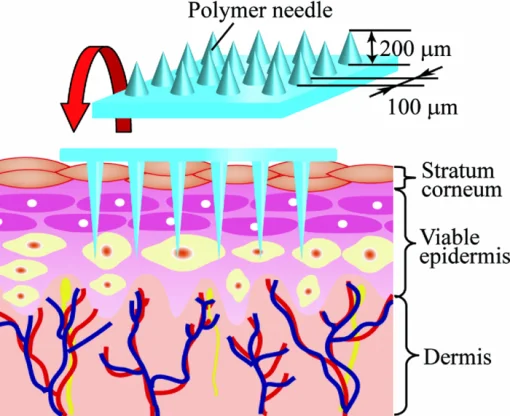 Polymer needle
200 μm
100 μm
Stratum
corneum
Viable
epidermis
Dermis